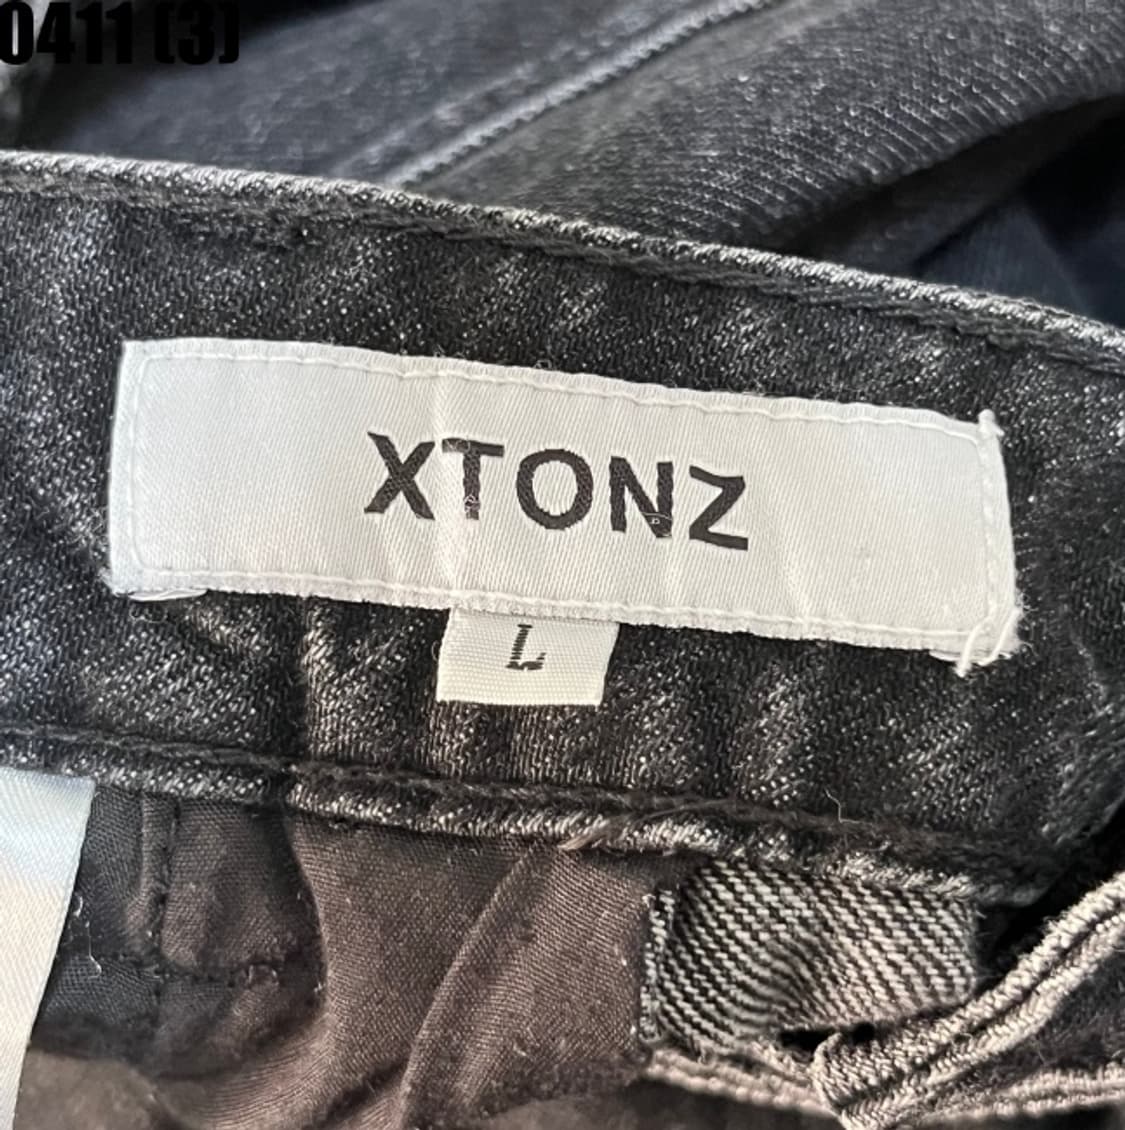 0411 (3)
XTONZ
L